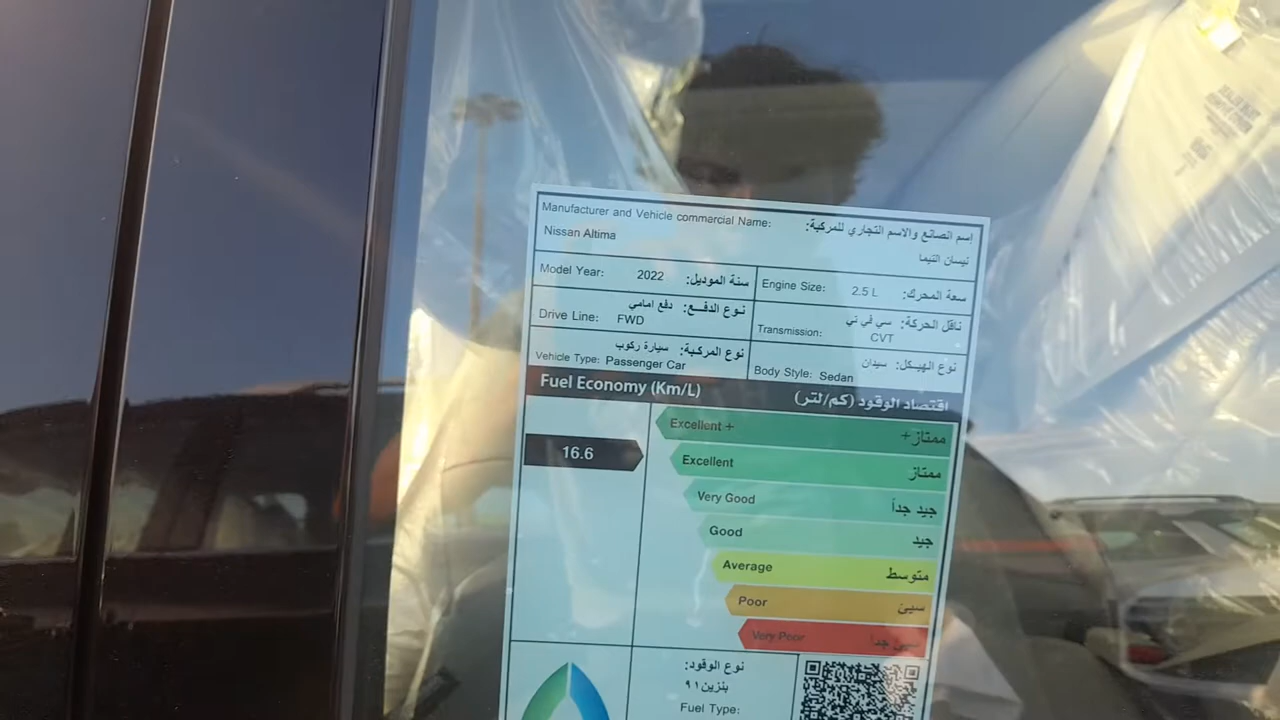 Manufacturer and Vehicle commercial Name: إسم الصانع والاسم التجاري للمركبة:
Nissan Altima نيسان التيما
Model Year: 2022 سنة الموديل:
Engine Size: 2.5 L سعة المحرك:
Drive Line: نوع الدفع: دفع امامي
FWD
Transmission: ناقل الحركة: سي في تي
CVT
Vehicle Type: Passenger Car نوع المركبة: سيارة ركوب
Body Style: Sedan نوع الهيكل: سيدان
Fuel Economy (Km/L) اقتصاد الوقود (كم/لتر)
16.6
Excellent + ممتاز+
Excellent ممتاز
Very Good جيد جداً
Good جيد
Average متوسط
Poor سيئ
Very Poor سيئ جداً
نوع الوقود:
بنزين٩١
Fuel Type: